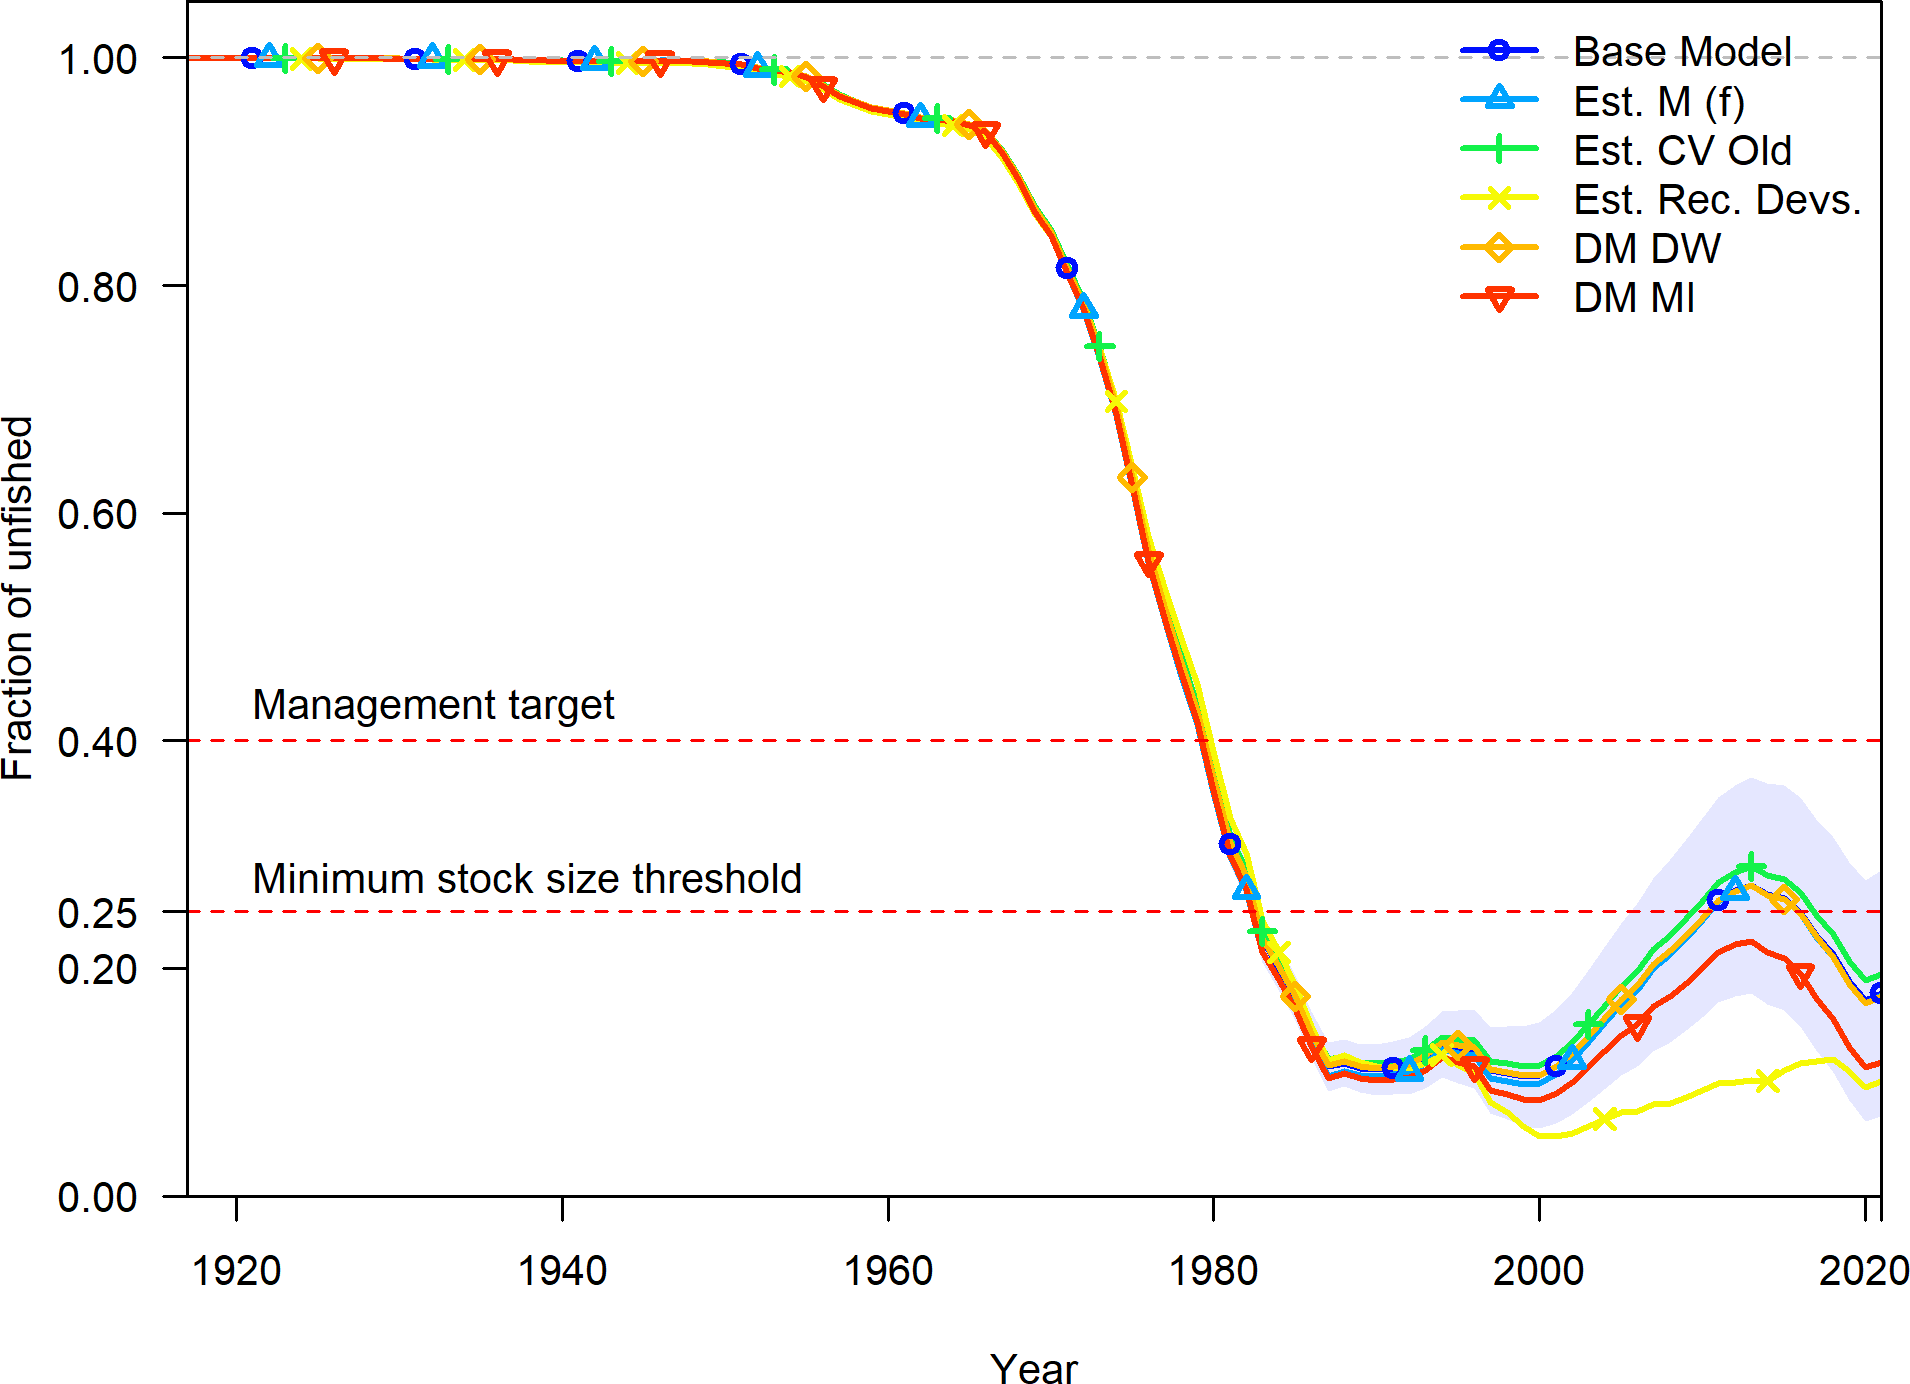 Base Model
Est. M (f)
Est. CV Old
Est. Rec. Devs.
DM DW
DM MI
Fraction of unfished
1.00
0.80
0.60
0.40
0.25
0.20
0.00
Management target
Minimum stock size threshold
1920 1940 1960 1980 2000 2020
Year